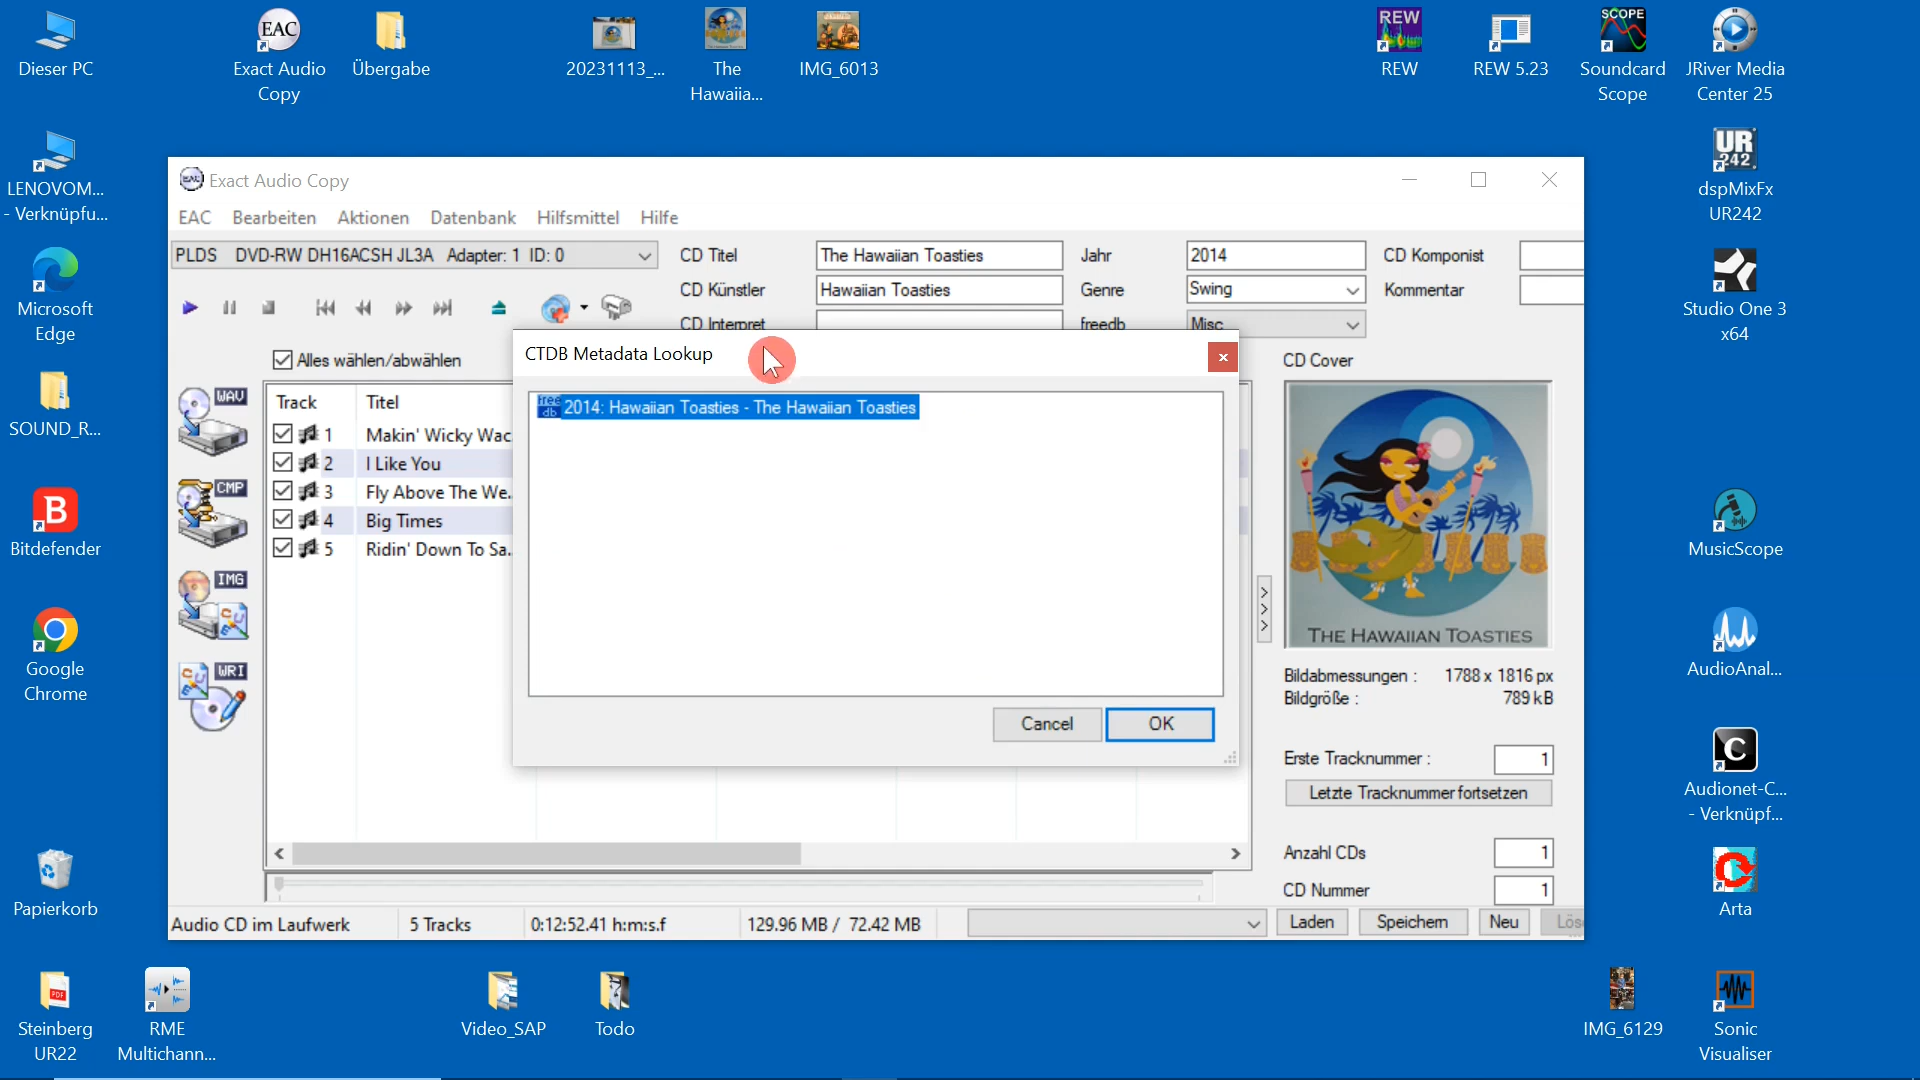 Dieser PC
EAC
Exact Audio
Copy
Übergabe
20231113_...
The
Hawaiia...
IMG_6013
REW
REW
REW 5.23
SCOPE
Soundcard
Scope
JRiver Media
Center 25
LENOVOM...
- Verknüpfu...
Microsoft
Edge
SOUND_R...
B
Bitdefender
Google
Chrome
Papierkorb
PDF
Steinberg
UR22
RME
Multichann...
Video_SAP
Todo
UR
242
dspMixFx
UR242
Studio One 3
x64
MusicScope
AudioAnal...
C
Audionet-C...
- Verknüpf...
Arta
IMG_6129
Sonic
Visualiser
EAC Exact Audio Copy
EAC Bearbeiten Aktionen Datenbank Hilfsmittel Hilfe
PLDS DVD-RW DH16ACSH JL3A Adapter: 1 ID: 0
CD Titel The Hawaiian Toasties Jahr 2014 CD Komponist
CD Künstler Hawaiian Toasties Genre Swing Kommentar
CD Interpret freedb Misc
Alles wählen/abwählen
WAV
CMP
IMG
WRI
Track Titel
1 Makin' Wicky Wac
2 I Like You
3 Fly Above The We...
4 Big Times
5 Ridin' Down To Sa...
CTDB Metadata Lookup
free
db 2014: Hawaiian Toasties - The Hawaiian Toasties
Cancel OK
CD Cover
THE HAWAIIAN TOASTIES
Bildabmessungen : 1788 x 1816 px
Bildgröße : 789 kB
Erste Tracknummer : 1
Letzte Tracknummer fortsetzen
Anzahl CDs 1
CD Nummer 1
Audio CD im Laufwerk 5 Tracks 0:12:52.41 h:m:s.f 129.96 MB / 72.42 MB Laden Speichern Neu Lös